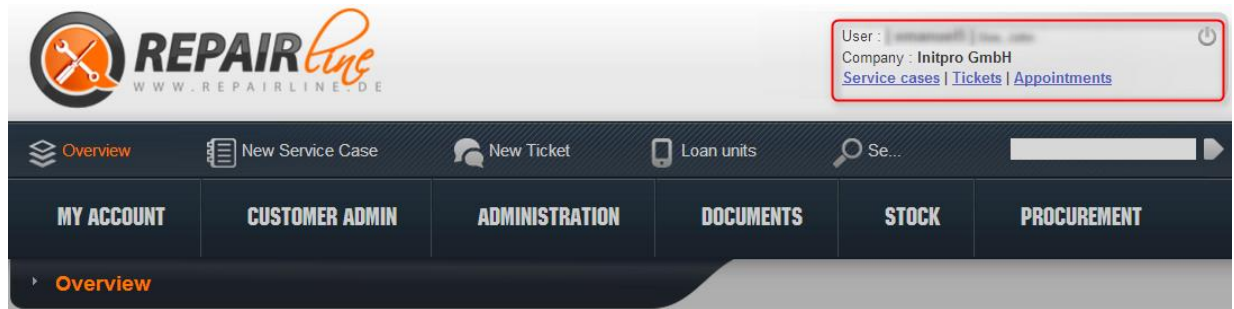 REPAIR line
WWW.REPAIRLINE.DE
User :
Company : Initpro GmbH
Service cases | Tickets | Appointments
Overview New Service Case New Ticket Loan units Se...
MY ACCOUNT CUSTOMER ADMIN ADMINISTRATION DOCUMENTS STOCK PROCUREMENT
Overview